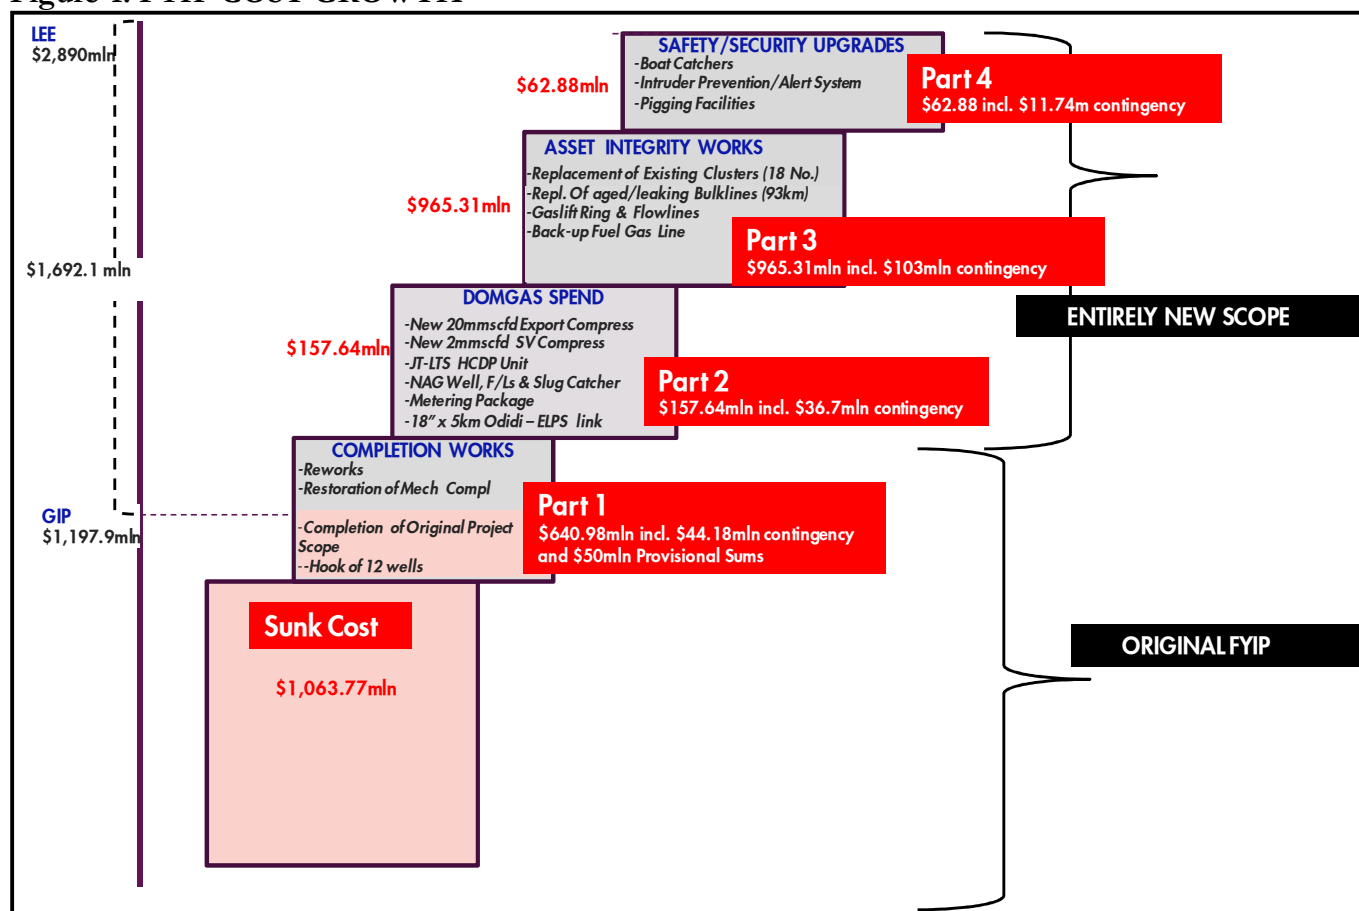 LEE
$2,890mln
$1,692.1 mln
GIP
$1,197.9mln
SAFETY/SECURITY UPGRADES
-Boat Catchers
-Intruder Prevention/Alert System
-Pigging Facilities
$62.88mln
Part 4
$62.88 incl. $11.74m contingency
ASSET INTEGRITY WORKS
-Replacement of Existing Clusters (18 No.)
-Repl. Of aged/leaking Bulklines (93km)
-Gaslift Ring & Flowlines
-Back-up Fuel Gas Line
$965.31mln
Part 3
$965.31mln incl. $103mln contingency
DOMGAS SPEND
-New 20mmscfd Export Compress
-New 2mmscfd SV Compress
-JT-LTS HCDP Unit
-NAG Well, F/Ls & Slug Catcher
-Metering Package
-18” x 5km Odidi – ELPS link
$157.64mln
Part 2
$157.64mln incl. $36.7mln contingency
ENTIRELY NEW SCOPE
COMPLETION WORKS
-Reworks
-Restoration of Mech Compl
-Completion of Original Project
Scope
--Hook of 12 wells
Part 1
$640.98mln incl. $44.18mln contingency
and $50mln Provisional Sums
Sunk Cost
$1,063.77mln
ORIGINAL FYIP